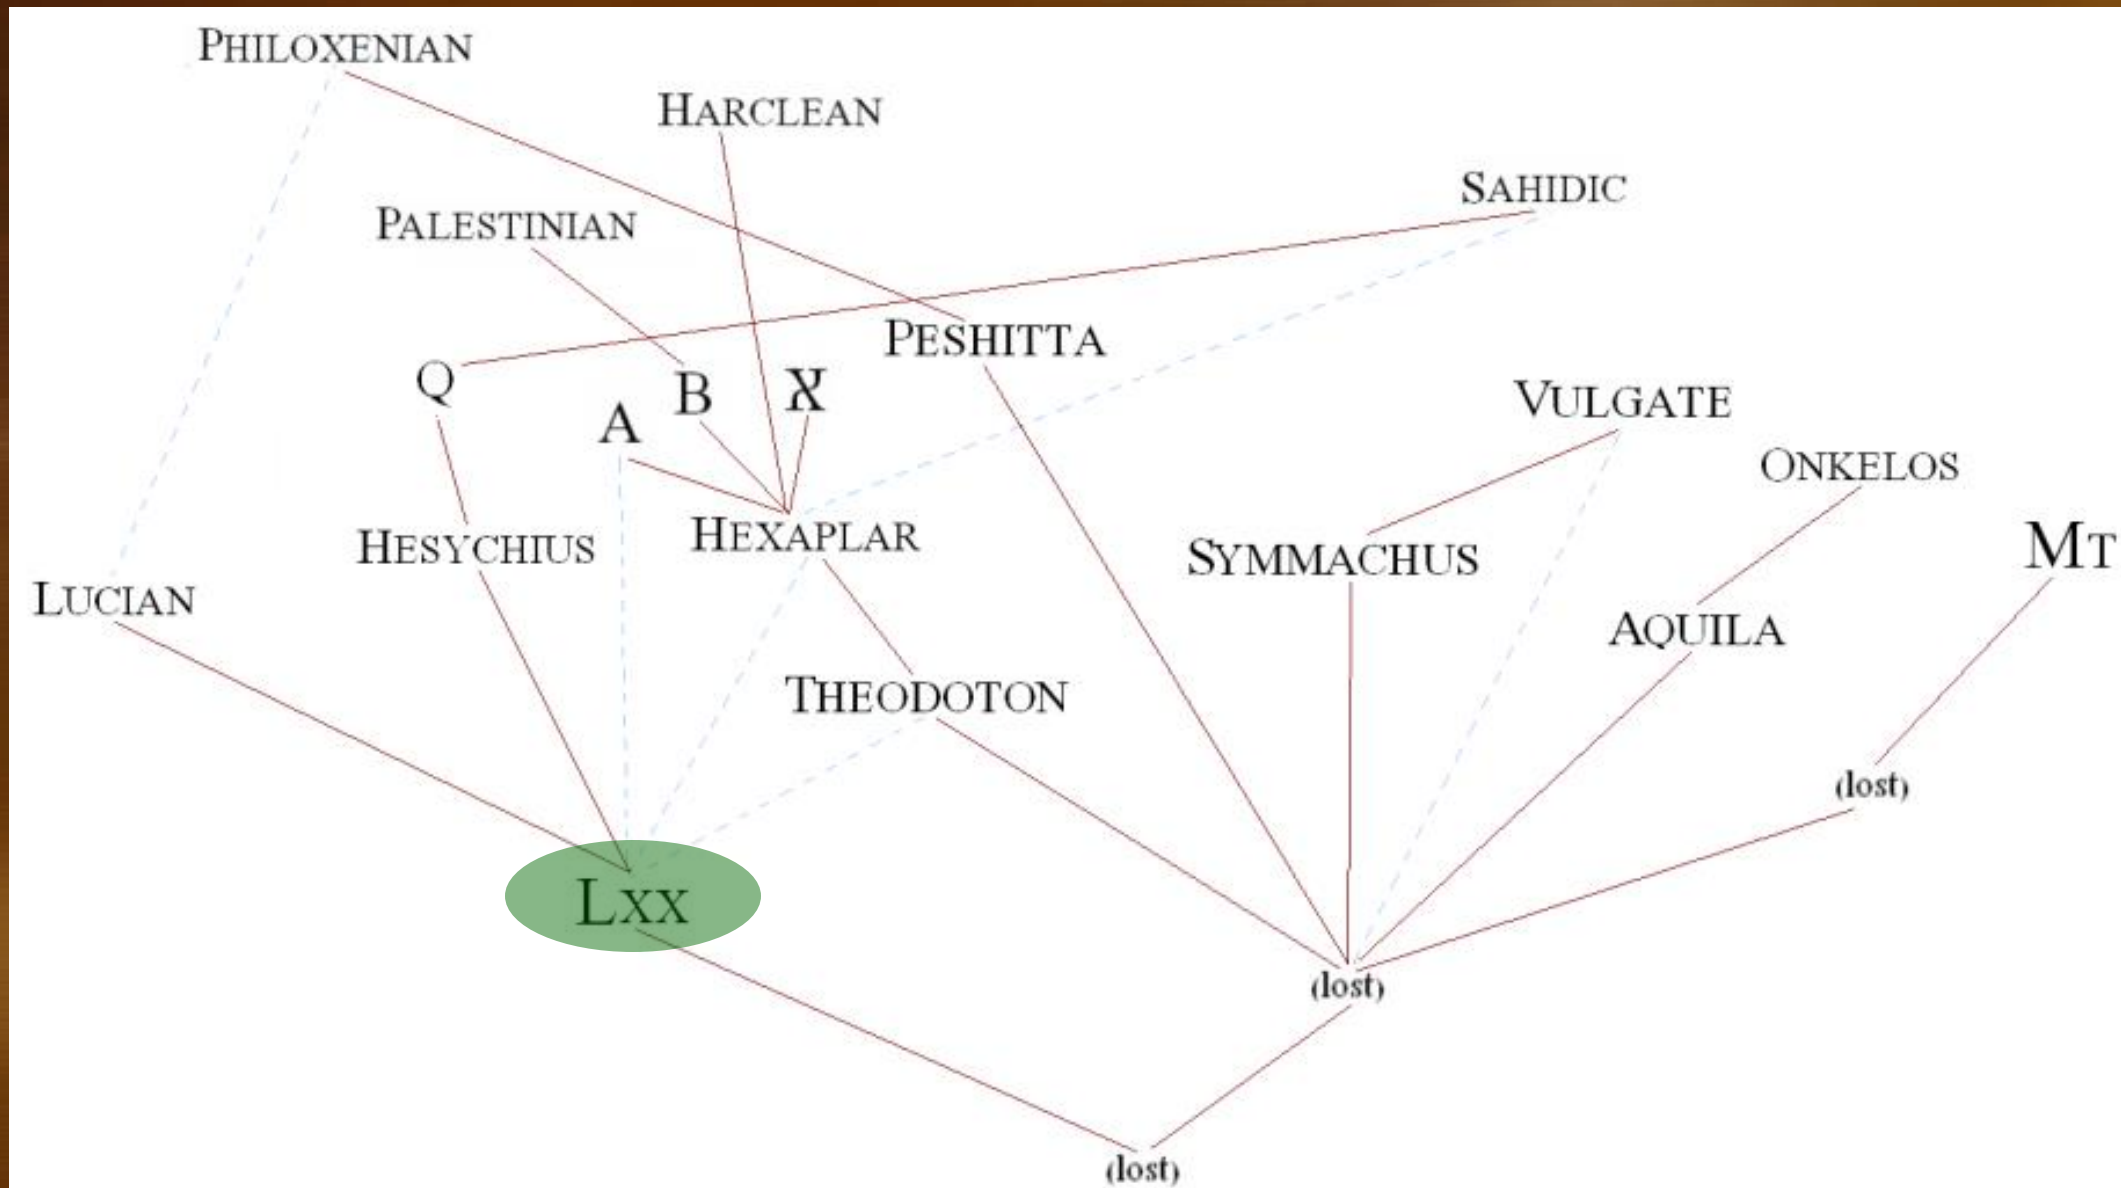 PHILOXENIAN
HARCLEAN
SAHIDIC
PALESTINIAN
PESHITTA
Q
B
A
VULGATE
ONKELOS
HESYCHIUS
HEXAPLAR
SYMMACHUS
MT
LUCIAN
AQUILA
THEODOTON
(lost)
LXX
(lost)
(lost)